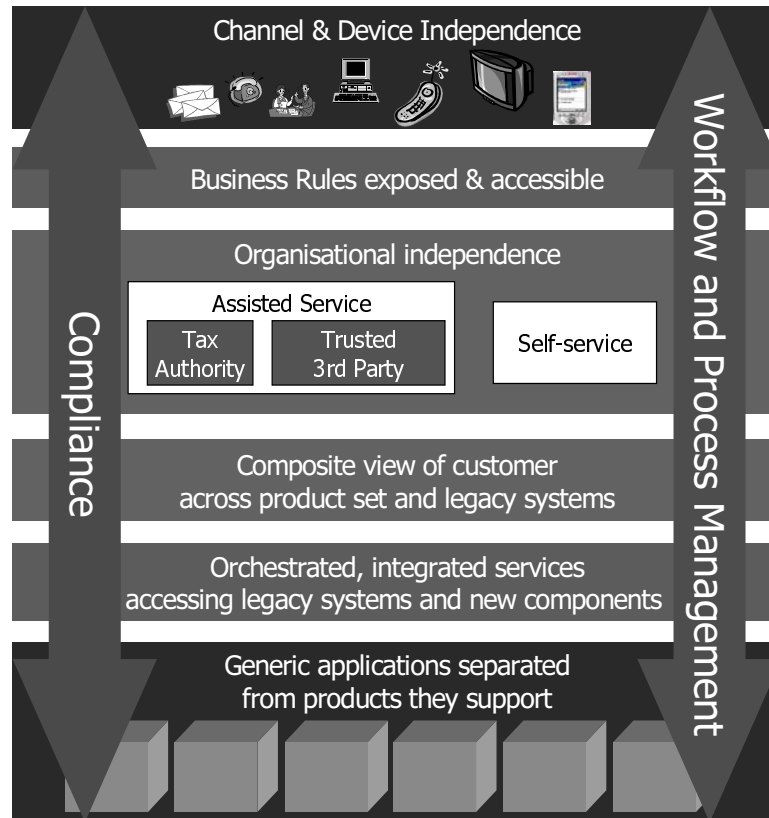 Channel & Device Independence
Business Rules exposed & accessible
Organisational independence
Assisted Service
Tax
Authority
Trusted
3rd Party
Self-service
Composite view of customer
across product set and legacy systems
Orchestrated, integrated services
accessing legacy systems and new components
Generic applications separated
from products they support
Compliance
Workflow and Process Management